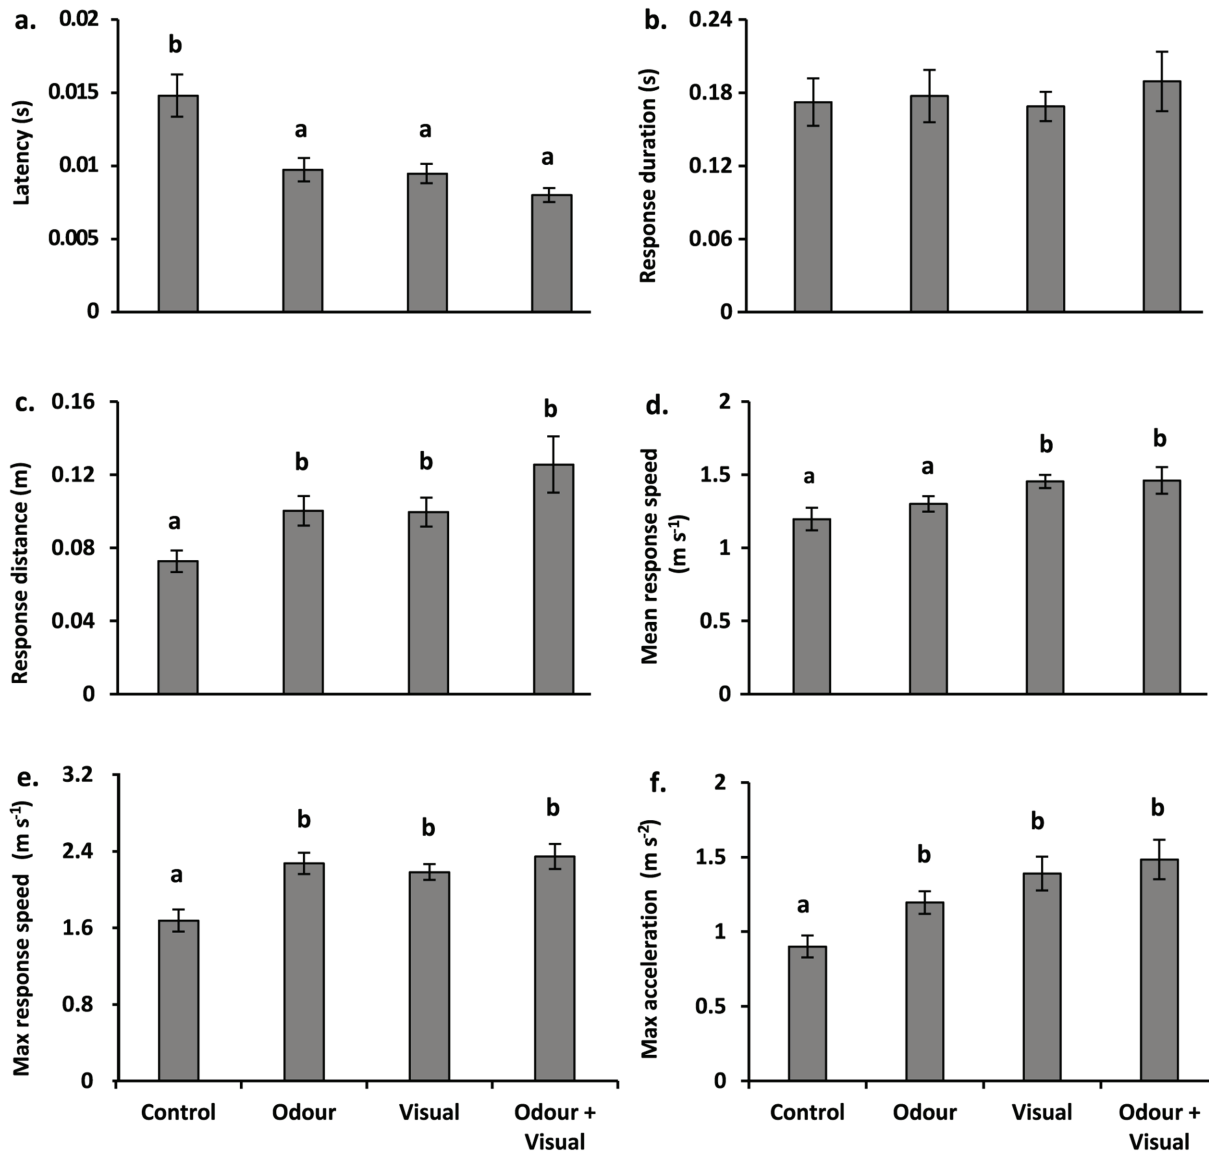 a.
Latency (s)
0.02
0.015
0.01
0.005
0
b
a
a
a
b.
Response duration (s)
0.24
0.18
0.12
0.06
0
c.
Response distance (m)
0.16
0.12
0.08
0.04
0
a
b
b
b
d.
Mean response speed
(m s-1)
2
1.5
1
0.5
0
a
a
b
b
e.
Max response speed (m s-1)
3.2
2.4
1.6
0.8
0
a
b
b
b
Control
Odour
Visual
Odour +
Visual
f.
Max acceleration (m s-2)
2
1.5
1
0.5
0
a
b
b
b
Control
Odour
Visual
Odour +
Visual